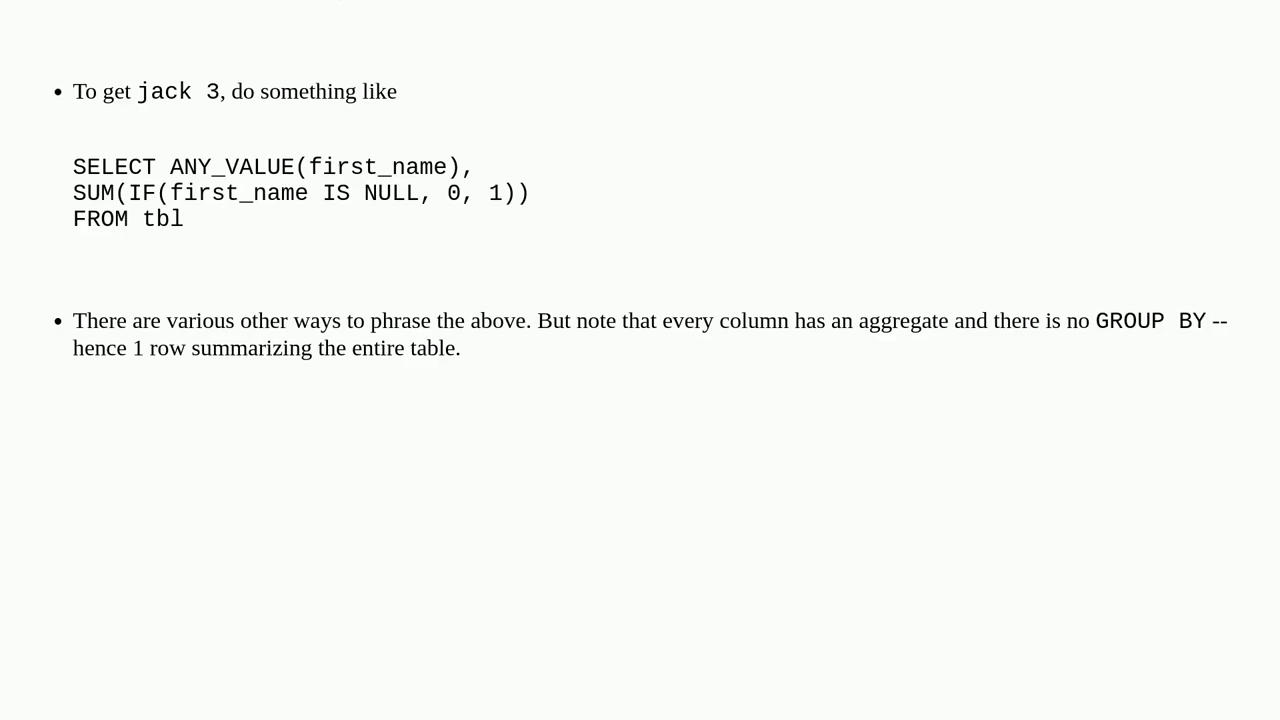 • To get jack 3, do something like
SELECT ANY_VALUE(first_name),
SUM(IF(first_name IS NULL, 0, 1))
FROM tbl
• There are various other ways to phrase the above. But note that every column has an aggregate and there is no GROUP BY --
hence 1 row summarizing the entire table.